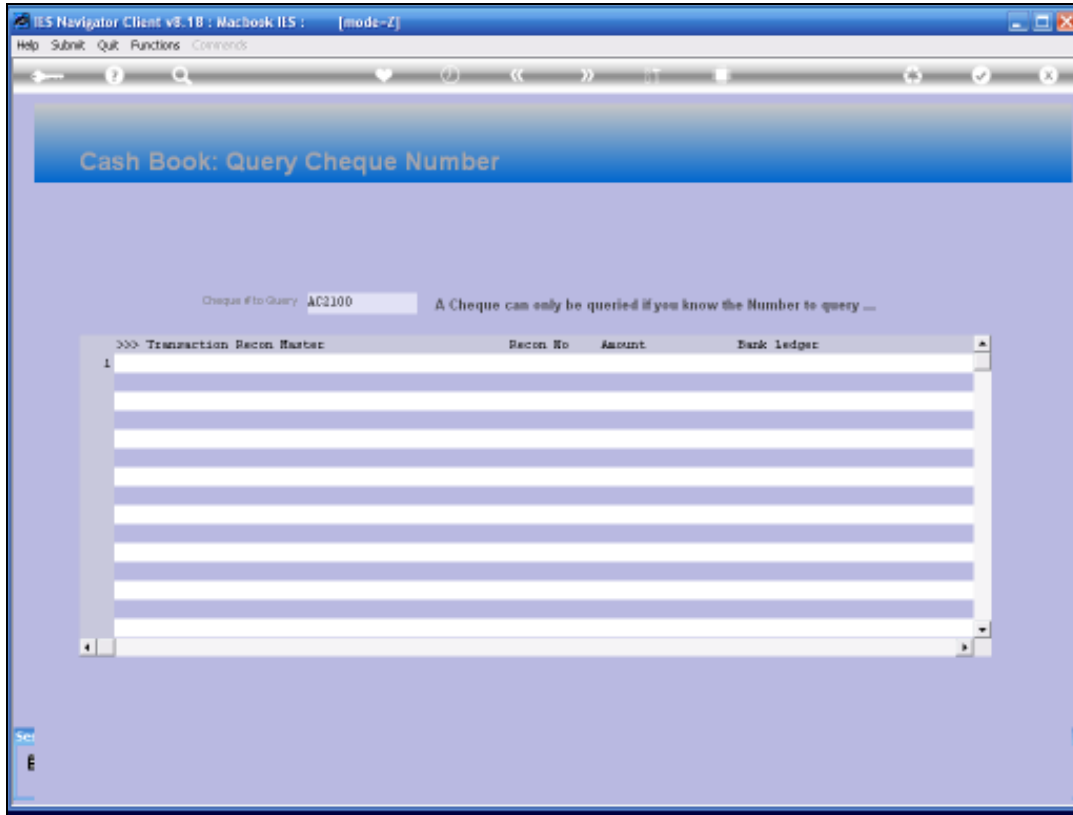 IES Navigator Client v8.18 : Macbook IES : [mode=Z]
Help Submit Quit Functions Commands
Cash Book: Query Cheque Number
Cheque # to Query AC2100 A Cheque can only be queried if you know the Number to query ...
>>> Transaction Recon Master Recon No Amount Bank ledger
1
Ses